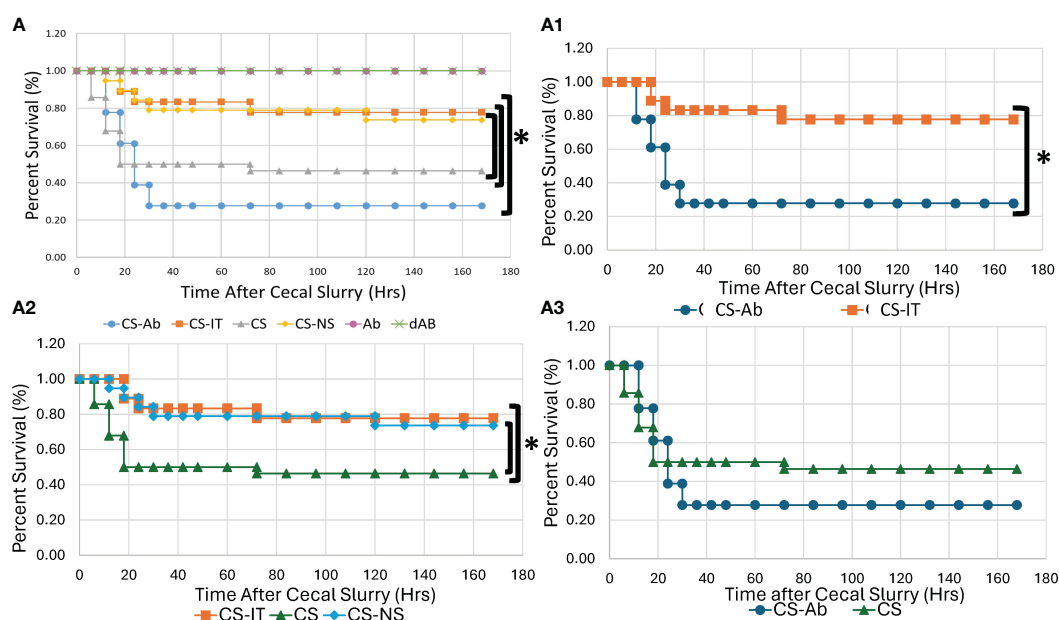 A
Percent Survival (%)
1.20
1.00
0.80
0.60
0.40
0.20
0.00
*
0 20 40 60 80 100 120 140 160 180
Time After Cecal Slurry (Hrs)
CS-Ab CS-IT CS CS-NS Ab dAB
A1
Percent Survival (%)
1.20
1.00
0.80
0.60
0.40
0.20
0.00
*
0 20 40 60 80 100 120 140 160 180
Time After Cecal Slurry (Hrs)
CS-Ab CS-IT
A2
Percent Survival (%)
1.20
1.00
0.80
0.60
0.40
0.20
0.00
*
0 20 40 60 80 100 120 140 160 180
Time After Cecal Slurry (Hrs)
CS-IT CS CS-NS
A3
Percent Survival (%)
1.20
1.00
0.80
0.60
0.40
0.20
0.00
0 20 40 60 80 100 120 140 160 180
Time after Cecal Slurry (Hrs)
CS-Ab CS